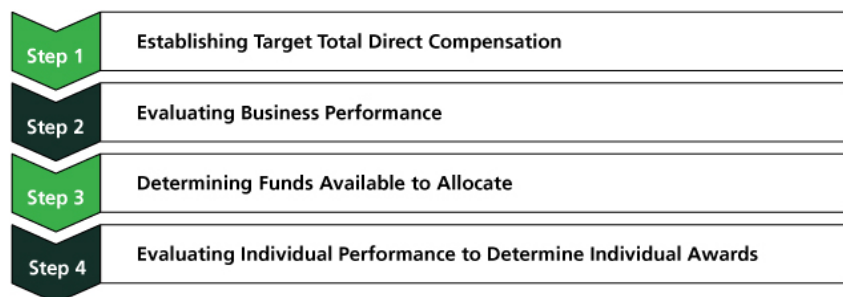 Step 1
Establishing Target Total Direct Compensation
Step 2
Evaluating Business Performance
Step 3
Determining Funds Available to Allocate
Step 4
Evaluating Individual Performance to Determine Individual Awards